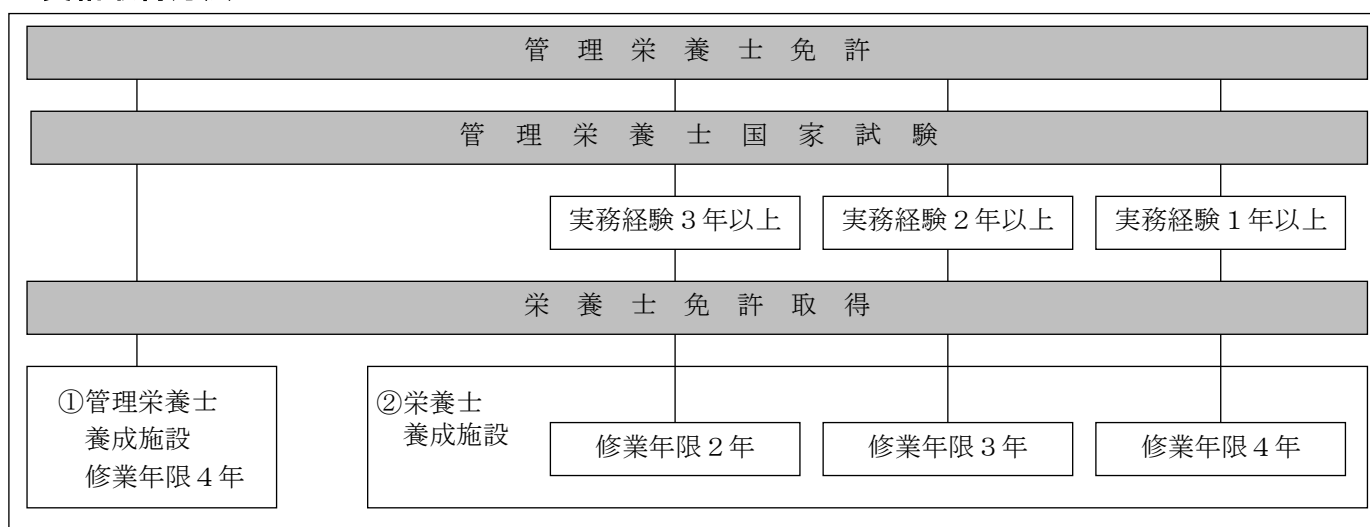 管理栄養士免許
管理栄養士国家試験
実務経験３年以上
実務経験２年以上
実務経験１年以上
栄養士免許取得
①管理栄養士
養成施設
修業年限４年
②栄養士
養成施設
修業年限２年
修業年限３年
修業年限４年